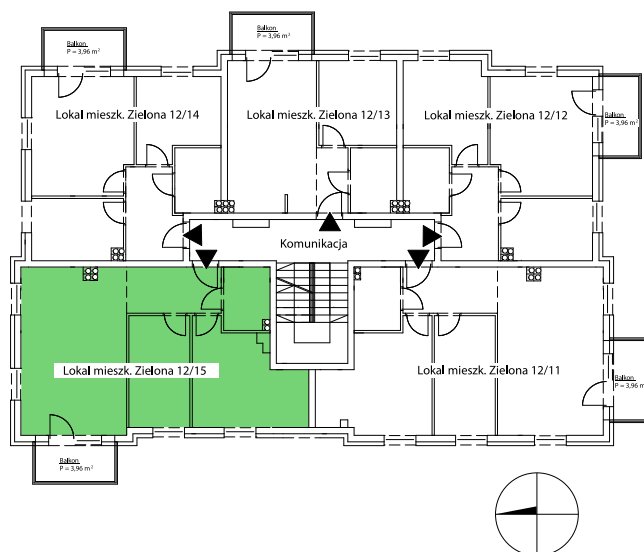 Balkon
P = 3,96 m²
Balkon
P = 3,96 m²
Lokal mieszk. Zielona 12/14
Lokal mieszk. Zielona 12/13
Lokal mieszk. Zielona 12/12
Balkon
P = 3,96 m²
Komunikacja
Lokal mieszk. Zielona 12/15
Lokal mieszk. Zielona 12/11
Balkon
P = 3,96 m²
Balkon
P = 3,96 m²